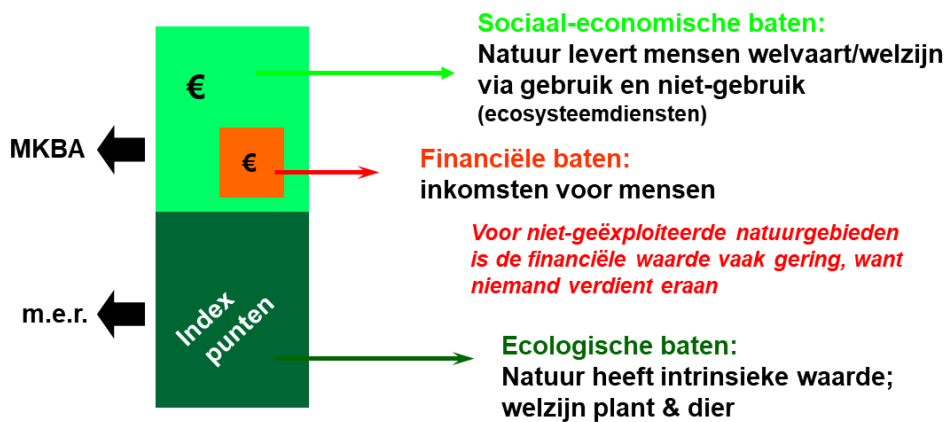 Sociaal-economische baten:
Natuur levert mensen welvaart/welzijn
via gebruik en niet-gebruik
(ecosysteemdiensten)
€
MKBA
€
Financiële baten:
inkomsten voor mensen
Voor niet-geëxploiteerde natuurgebieden
is de financiële waarde vaak gering, want
niemand verdient eraan
m.e.r.
Index
punten
Ecologische baten:
Natuur heeft intrinsieke waarde;
welzijn plant & dier